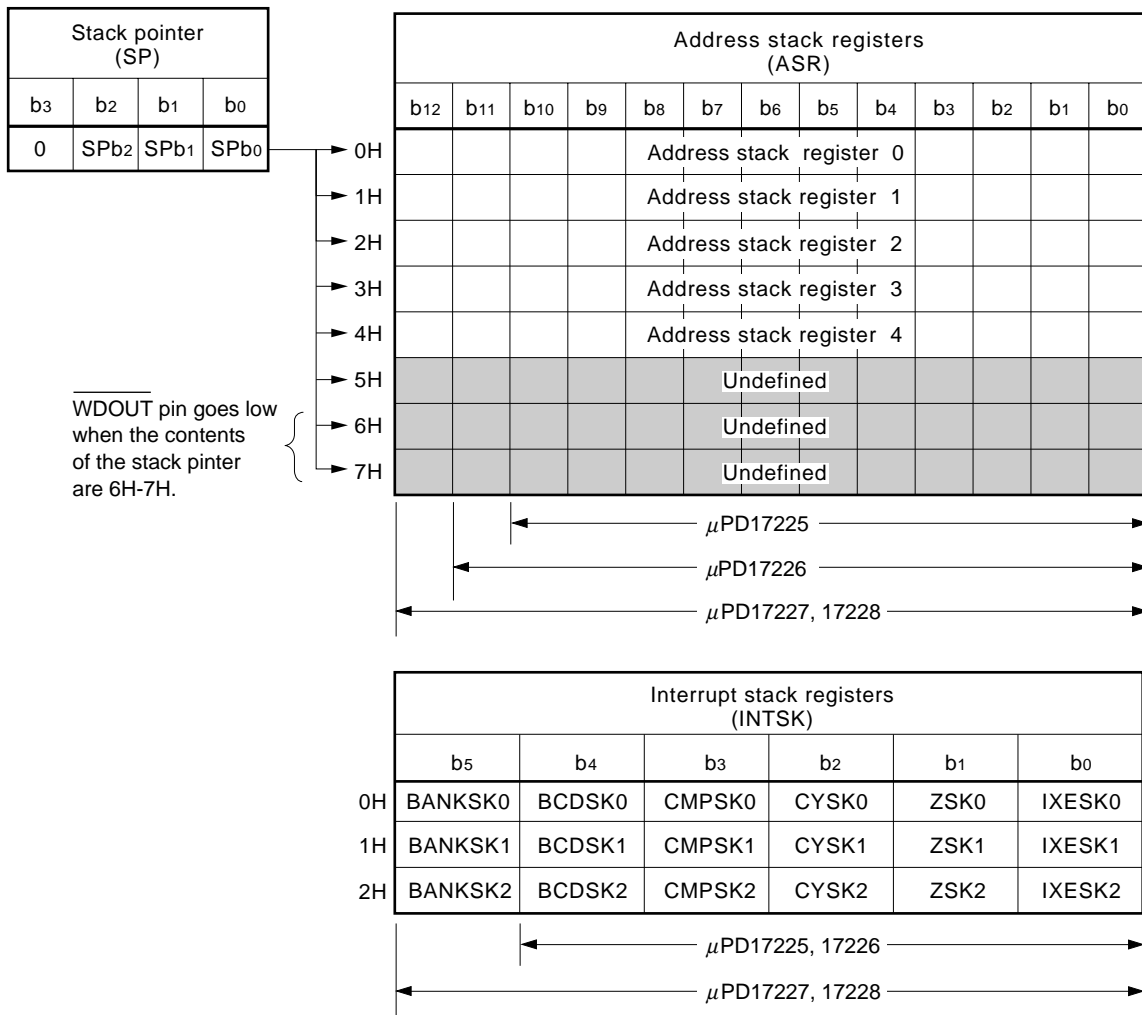 Stack pointer
(SP)
b3 b2 b1 b0
0 SPb2 SPb1 SPb0
Address stack registers
(ASR)
b12 b11 b10 b9 b8 b7 b6 b5 b4 b3 b2 b1 b0
0H Address stack register 0
1H Address stack register 1
2H Address stack register 2
3H Address stack register 3
4H Address stack register 4
5H Undefined
6H Undefined
7H Undefined
WDOUT pin goes low
when the contents
of the stack pinter
are 6H-7H.
μPD17225
μPD17226
μPD17227, 17228
Interrupt stack registers
(INTSK)
b5 b4 b3 b2 b1 b0
0H BANKSK0 BCDSK0 CMPSK0 CYSK0 ZSK0 IXESK0
1H BANKSK1 BCDSK1 CMPSK1 CYSK1 ZSK1 IXESK1
2H BANKSK2 BCDSK2 CMPSK2 CYSK2 ZSK2 IXESK2
μPD17225, 17226
μPD17227, 17228